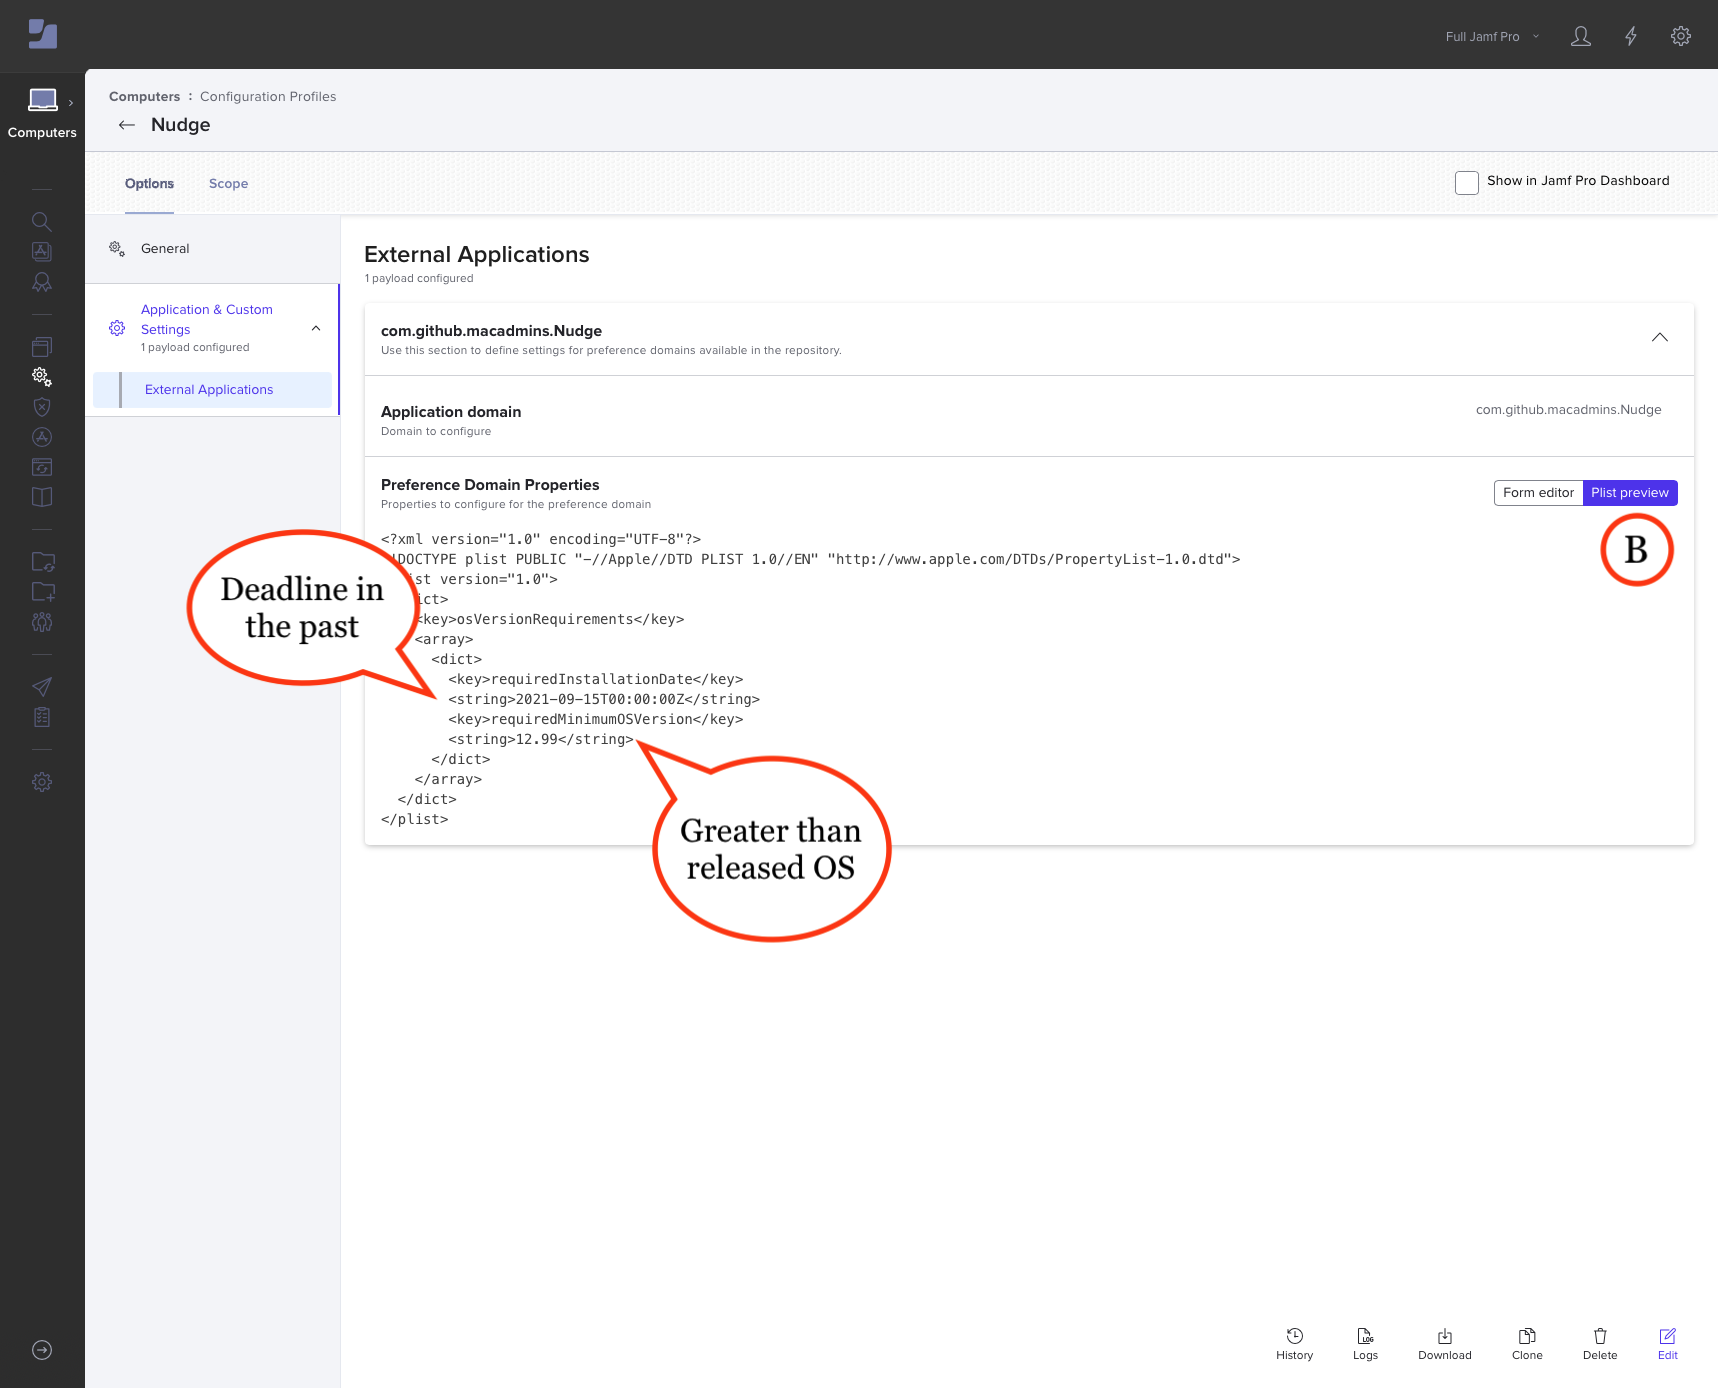 Full Jamf Pro
Computers
Computers : Configuration Profiles
← Nudge
Options
Scope
Show in Jamf Pro Dashboard
General
Application & Custom
Settings
1 payload configured
External Applications
External Applications
1 payload configured
com.github.macadmins.Nudge
Use this section to define settings for preference domains available in the repository.
Application domain
Domain to configure
com.github.macadmins.Nudge
Preference Domain Properties
Properties to configure for the preference domain
Form editor
Plist preview
B
<?xml version="1.0" encoding="UTF-8"?>
!DOCTYPE plist PUBLIC "-//Apple//DTD PLIST 1.0//EN" "http://www.apple.com/DTDs/PropertyList-1.0.dtd">
ist version="1.0">
ict>
<key>osVersionRequirements</key>
<array>
<dict>
<key>requiredInstallationDate</key>
<string>2021-09-15T00:00:00Z</string>
<key>requiredMinimumOSVersion</key>
<string>12.99</string>
</dict>
</array>
</dict>
</plist>
Deadline in
the past
Greater than
released OS
History
LOG
Logs
Download
Clone
Delete
Edit